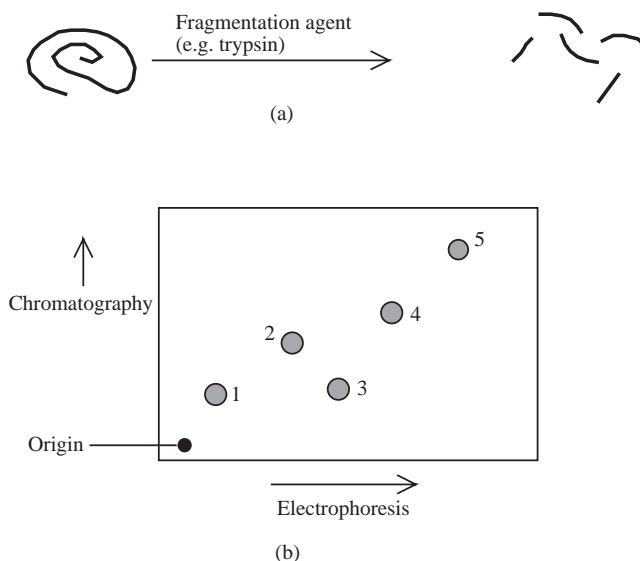 Fragmentation agent
(e.g. trypsin)
(a)
5
4
Chromatography
2
3
1
Origin
Electrophoresis
(b)